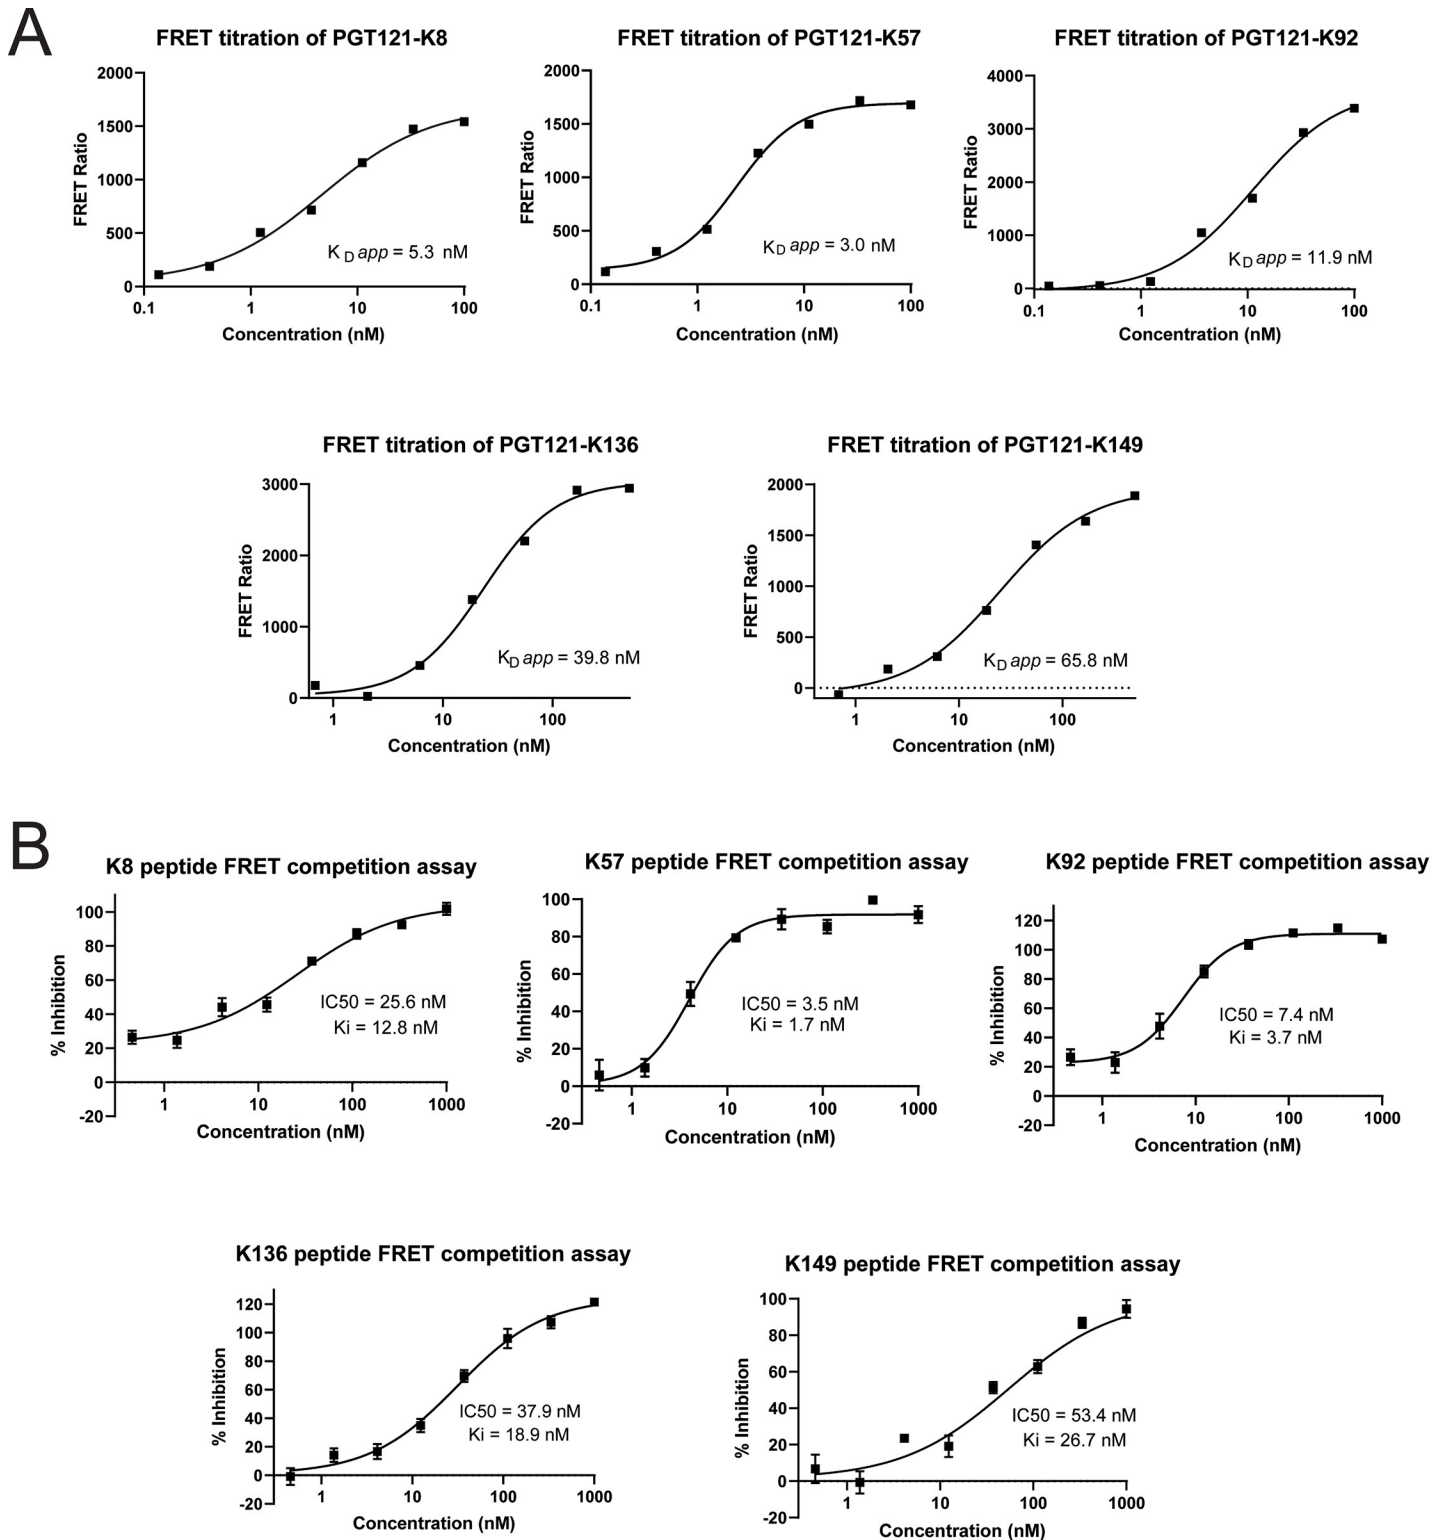 A
FRET titration of PGT121-K8
FRET Ratio
2000
1500
1000
500
0
K D app = 5.3 nM
0.1 1 10 100
Concentration (nM)
FRET titration of PGT121-K57
FRET Ratio
2000
1500
1000
500
0
KD app = 3.0 nM
0.1 1 10 100
Concentration (nM)
FRET titration of PGT121-K92
FRET Ratio
4000
3000
2000
1000
0
KD app = 11.9 nM
0.1 1 10 100
Concentration (nM)
FRET titration of PGT121-K136
FRET Ratio
3000
2000
1000
0
KD app = 39.8 nM
1 10 100
Concentration (nM)
FRET titration of PGT121-K149
FRET Ratio
2000
1500
1000
500
0
KD app = 65.8 nM
1 10 100
Concentration (nM)
B
K8 peptide FRET competition assay
% Inhibition
100
80
60
40
20
0
-20
IC50 = 25.6 nM
Ki = 12.8 nM
1 10 100 1000
Concentration (nM)
K57 peptide FRET competition assay
% Inhibition
100
80
60
40
20
0
-20
IC50 = 3.5 nM
Ki = 1.7 nM
1 10 100 1000
Concentration (nM)
K92 peptide FRET competition assay
% Inhibition
120
100
80
60
40
20
0
-20
IC50 = 7.4 nM
Ki = 3.7 nM
1 10 100 1000
Concentration (nM)
K136 peptide FRET competition assay
% Inhibition
120
100
80
60
40
20
0
-20
IC50 = 37.9 nM
Ki = 18.9 nM
1 10 100 1000
Concentration (nM)
K149 peptide FRET competition assay
% Inhibition
100
80
60
40
20
0
-20
IC50 = 53.4 nM
Ki = 26.7 nM
1 10 100 1000
Concentration (nM)